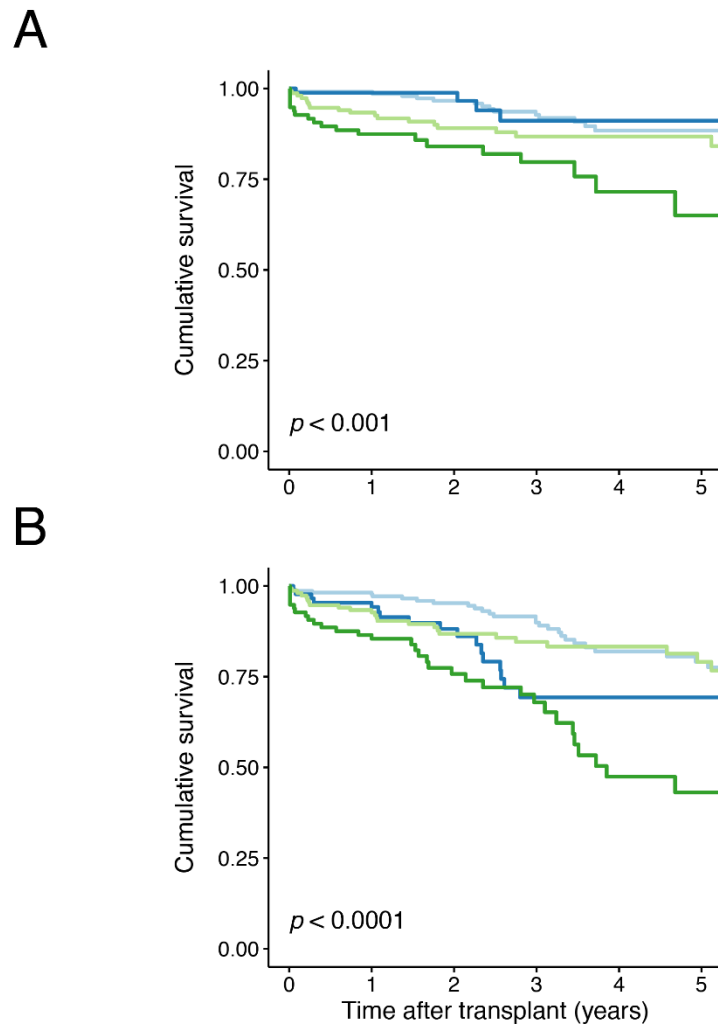 A
Cumulative survival
1.00
0.75
0.50
0.25
0.00
p < 0.001
0 1 2 3 4 5
B
Cumulative survival
1.00
0.75
0.50
0.25
0.00
p < 0.0001
0 1 2 3 4 5
Time after transplant (years)